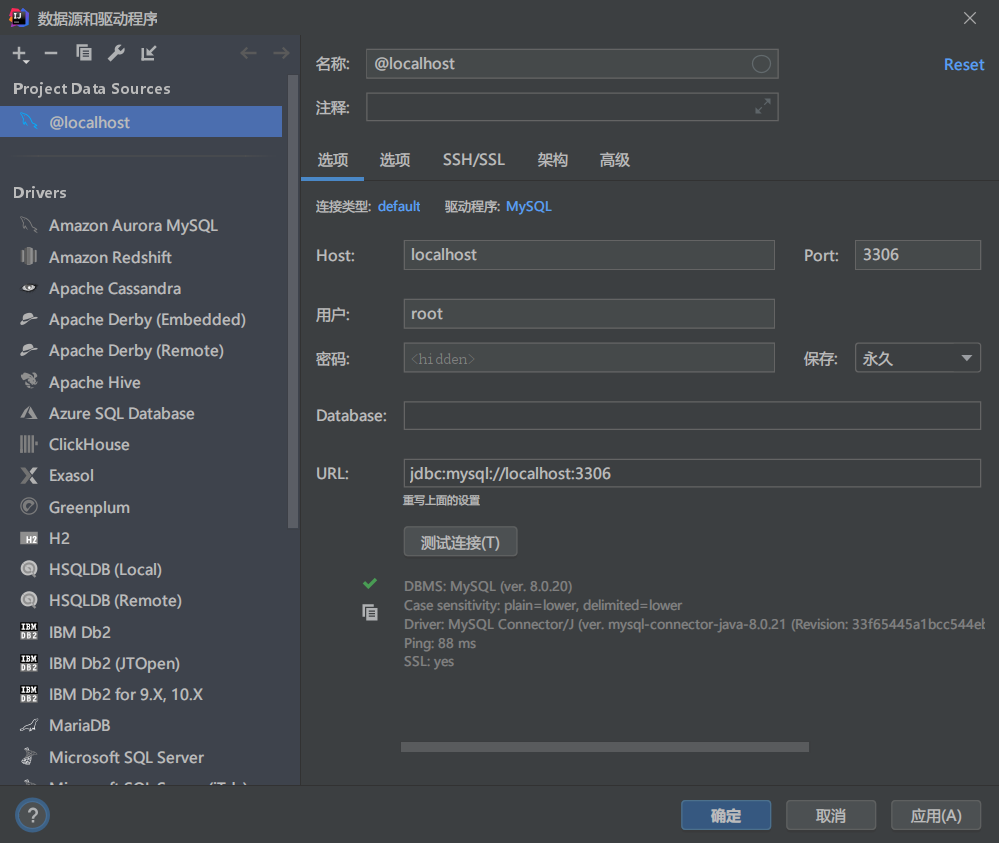 数据源和驱动程序
Project Data Sources
@localhost
Drivers
Amazon Aurora MySQL
Amazon Redshift
Apache Cassandra
Apache Derby (Embedded)
Apache Derby (Remote)
Apache Hive
Azure SQL Database
ClickHouse
Exasol
Greenplum
H2
HSQLDB (Local)
HSQLDB (Remote)
IBM Db2
IBM Db2 (JTOpen)
IBM Db2 for 9.X, 10.X
MariaDB
Microsoft SQL Server
名称: @localhost Reset
注释:
选项 选项 SSH/SSL 架构 高级
连接类型: default 驱动程序: MySQL
Host: localhost Port: 3306
用户: root
密码: <hidden> 保存: 永久
Database:
URL: jdbc:mysql://localhost:3306
重写上面的设置
测试连接(T)
DBMS: MySQL (ver. 8.0.20)
Case sensitivity: plain=lower, delimited=lower
Driver: MySQL Connector/J (ver. mysql-connector-java-8.0.21 (Revision: 33f65445a1bcc544eb
Ping: 88 ms
SSL: yes
? 确定 取消 应用(A)